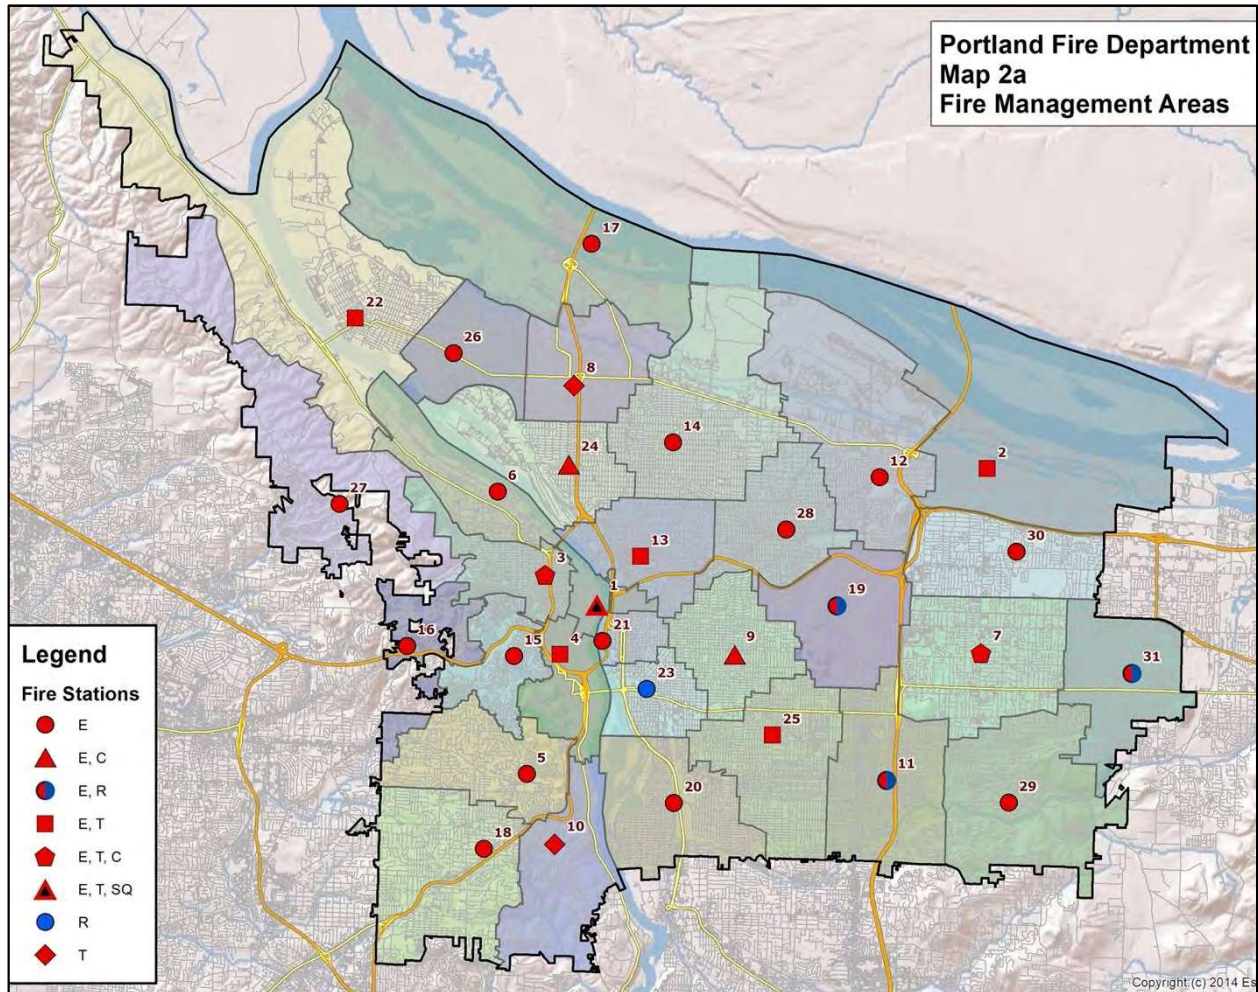 Portland Fire Department
Map 2a
Fire Management Areas
17
22
26
8
14
24
2
12
6
27
28
13
30
3
1
19
21
16
15
4
9
7
23
31
25
5
11
20
29
18
10
Legend
Fire Stations
E
E, C
E, R
E, T
E, T, C
E, T, SQ
R
T
Copyright:(c) 2014 Es